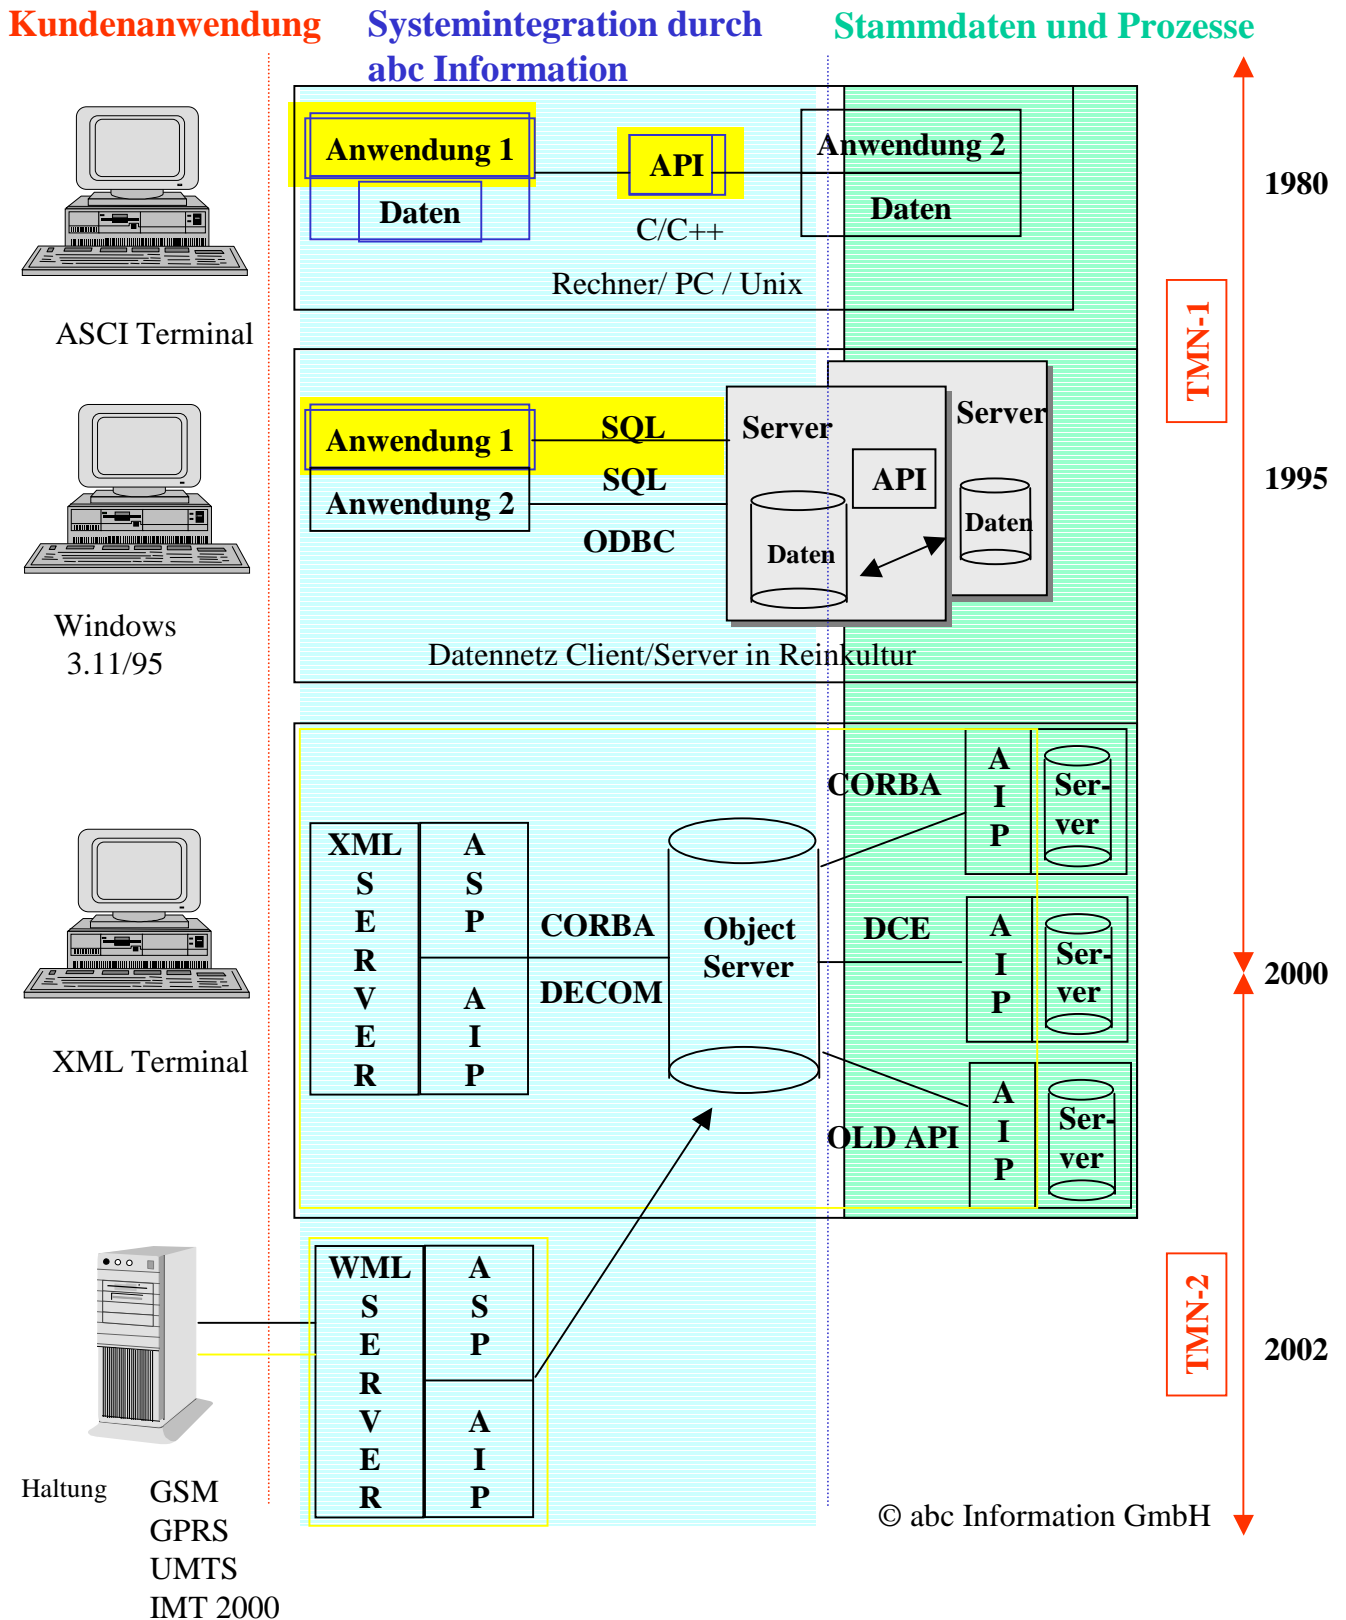 Kundenanwendung
Systemintegration durch
abc Information
Stammdaten und Prozesse
Anwendung 1
Daten
API
C/C++
Anwendung 2
Daten
Rechner/ PC / Unix
ASCI Terminal
1980
TMN-1
Anwendung 1
SQL
Anwendung 2
SQL
ODBC
Server
Daten
API
Server
Daten
Datennetz Client/Server in Reinkultur
Windows
3.11/95
1995
XML
S
E
R
V
E
R
A
S
P
A
I
P
CORBA
DECOM
Object
Server
CORBA
A
I
P
Ser-
ver
DCE
A
I
P
Ser-
ver
OLD API
A
I
P
Ser-
ver
XML Terminal
2000
WML
S
E
R
V
E
R
A
S
P
A
I
P
TMN-2
2002
Haltung
GSM
GPRS
UMTS
IMT 2000
© abc Information GmbH